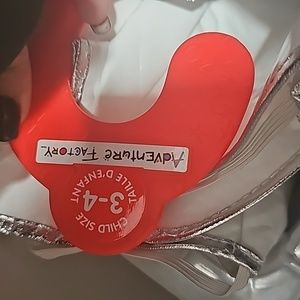 ADVENTURE
FACTORY
CHILD SIZE
3-4
TAILLE D'ENFANT